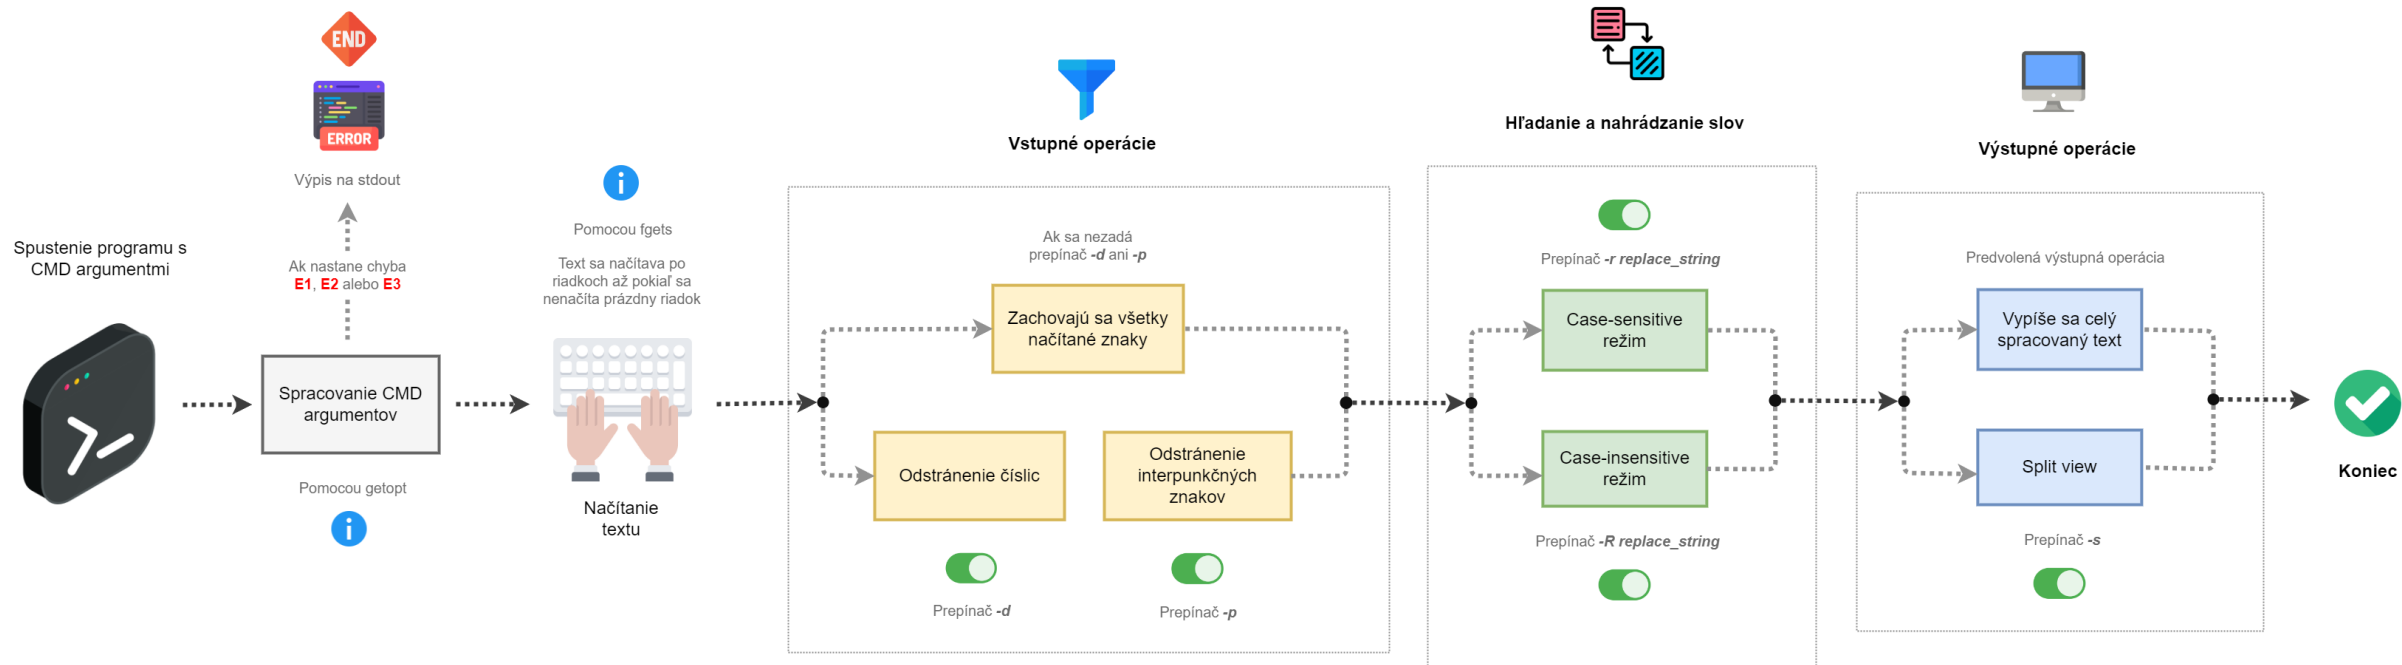 Spustenie programu s
CMD argumentmi
END
ERROR
Výpis na stdout
Ak nastane chyba
E1, E2 alebo E3
Spracovanie CMD
argumentov
Pomocou getopt
i
i
Pomocou fgets
Text sa načítava po
riadkoch až pokiaľ sa
nenačíta prázdny riadok
Načítanie
textu
Vstupné operácie
Ak sa nezadá
prepínač -d ani -p
Zachovajú sa všetky
načítané znaky
Odstránenie číslic
Prepínač -d
Odstránenie
interpunkčných
znakov
Prepínač -p
Hľadanie a nahrádzanie slov
Prepínač -r replace_string
Case-sensitive
režim
Case-insensitive
režim
Prepínač -R replace_string
Výstupné operácie
Predvolená výstupná operácia
Vypíše sa celý
spracovaný text
Split view
Prepínač -s
Koniec